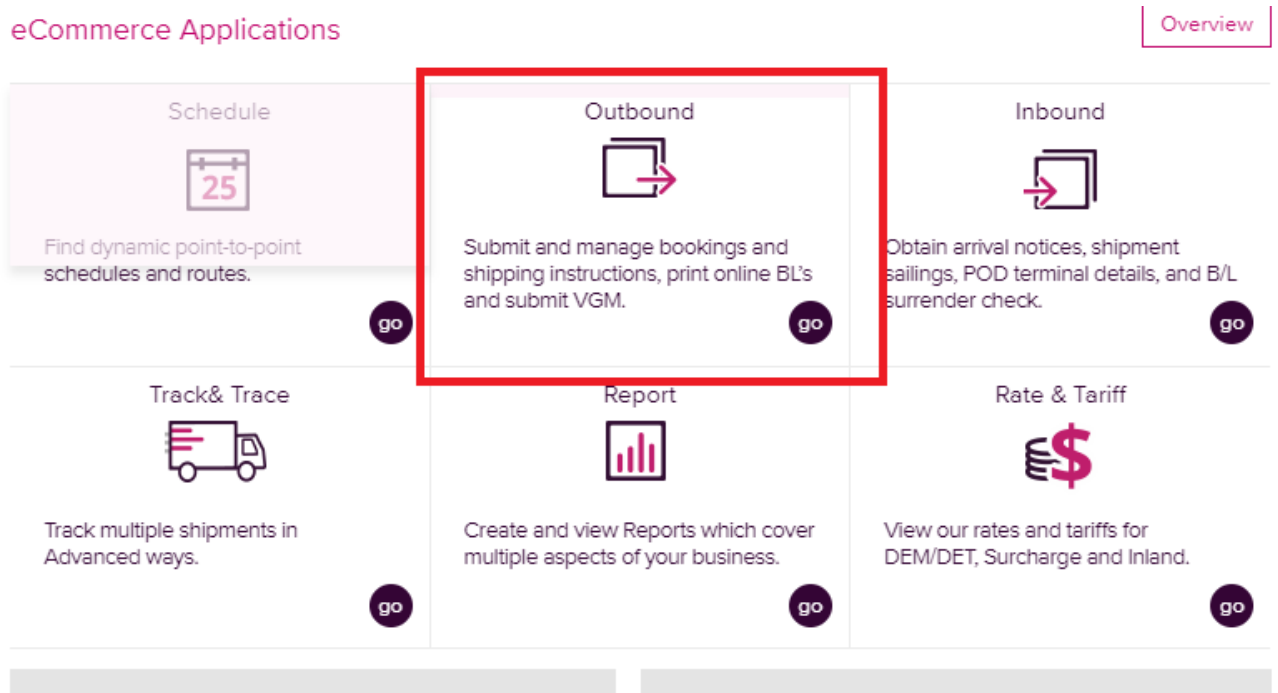 eCommerce Applications
Overview
Schedule
25
Find dynamic point-to-point
schedules and routes.
go
Outbound
Submit and manage bookings and
shipping instructions, print online BL's
and submit VGM.
go
Inbound
Obtain arrival notices, shipment
sailings, POD terminal details, and B/L
surrender check.
go
Track& Trace
Track multiple shipments in
Advanced ways.
go
Report
Create and view Reports which cover
multiple aspects of your business.
go
Rate & Tariff
$
View our rates and tariffs for
DEM/DET, Surcharge and Inland.
go